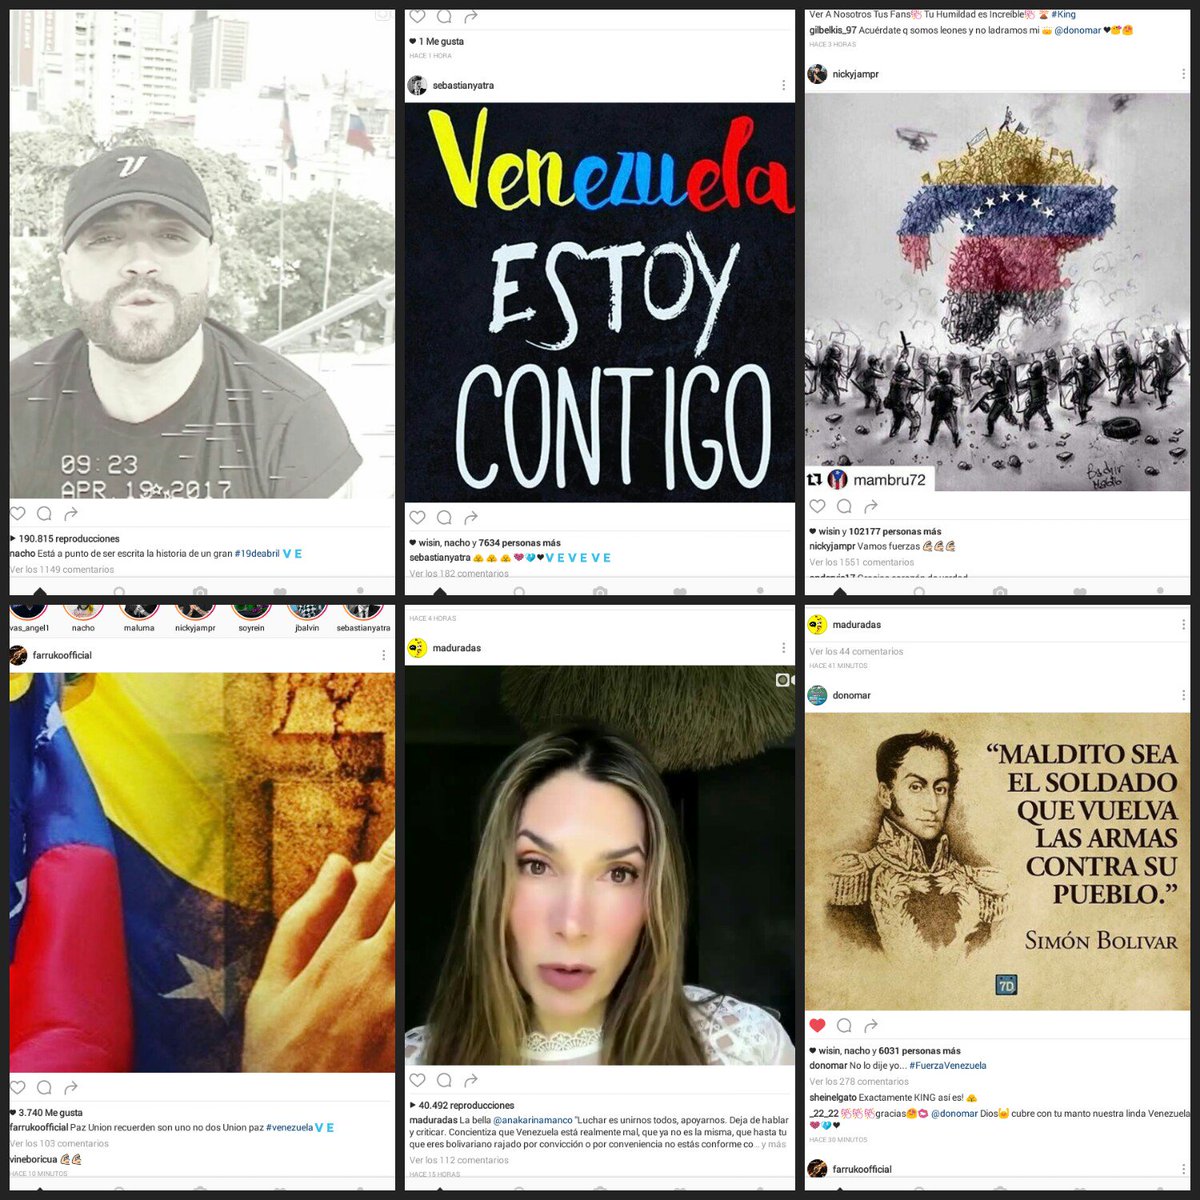 09:23
APR.19 2017
190.815 reproducciones
nacho Está a punto de ser escrita la historia de un gran #19deabril V E
Ver los 1149 comentarios
1 Me gusta
HACE 1 HORA
sebastianyatra
Venezuela
ESTOY
CONTIGO
wisin, nacho y 7634 personas más
sebastianyatra V E V E V E
Ver los 182 comentarios
Ver A Nosotros Tus Fans Tu Humildad es Increible #King
gilbelkis_97 Acuérdate q somos leones y no ladramos mi @donomar
HACE 3 HORAS
nickyjampr
mambru72
wisin y 102177 personas más
nickyjampr Vamos fuerzas
Ver los 1551 comentarios
vas_angel1 nacho maluma nickyjampr soyrein jbalvin sebastianyatra
farrukoofficial
3.740 Me gusta
farrukoofficial Paz Union recuerden son uno no dos Union paz #venezuela V E
Ver los 103 comentarios
vineboricua
HACE 10 MINUTOS
HACE 4 HORAS
maduradas
40.492 reproducciones
maduradas La bella @anakarinamanco "Luchar es unirnos todos, apoyarnos. Deja de hablar
y criticar. Concientiza que Venezuela está realmente mal, que ya no es la misma, que hasta tu
que eres bolivariano rajado por convicción o por conveniencia no estás conforme co... y más
Ver los 112 comentarios
HACE 15 HORAS
maduradas
Ver los 44 comentarios
HACE 41 MINUTOS
donomar
“MALDITO SEA
EL SOLDADO
QUE VUELVA
LAS ARMAS
CONTRA SU
PUEBLO.”
SIMÓN BOLIVAR
7D
wisin, nacho y 6031 personas más
donomar No lo dije yo... #FuerzaVenezuela
Ver los 278 comentarios
sheinelgato Exactamente KING así es!
_22_22 gracias @donomar Dios cubre con tu manto nuestra linda Venezuela
HACE 30 MINUTOS
farrukoofficial